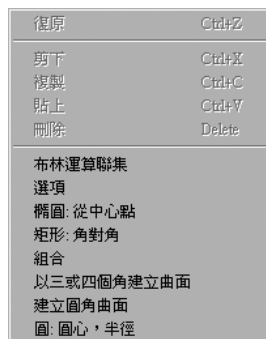 復原 Ctrl+Z
剪下 Ctrl+X
複製 Ctrl+C
貼上 Ctrl+V
刪除 Delete
布林運算聯集
選項
橢圓: 從中心點
矩形: 角對角
組合
以三或四個角建立曲面
建立圓角曲面
圓: 圓心，半徑